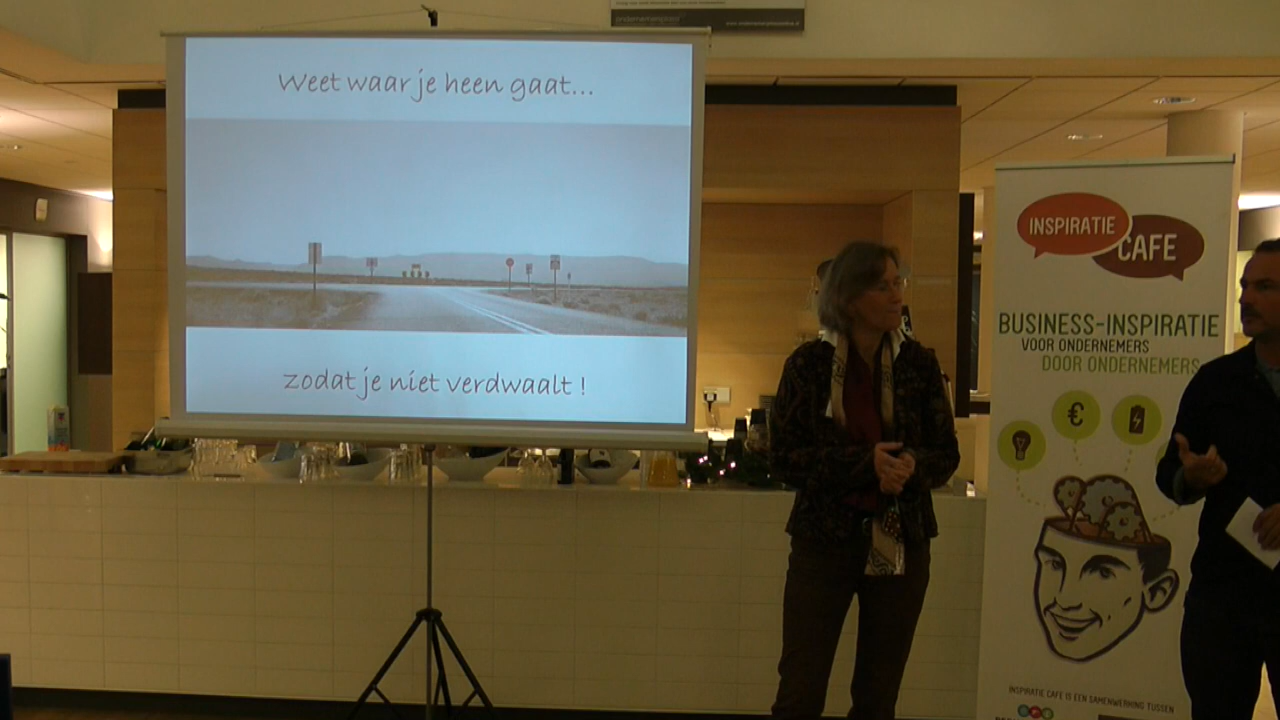 Weet waar je heen gaat...
zodat je niet verdwaalt !
INSPIRATIE
CAFE
BUSINESS-INSPIRATIE
VOOR ONDERNEMERS
DOOR ONDERNEMERS
€
INSPIRATIE CAFE IS EEN SAMENWERKING TUSSEN